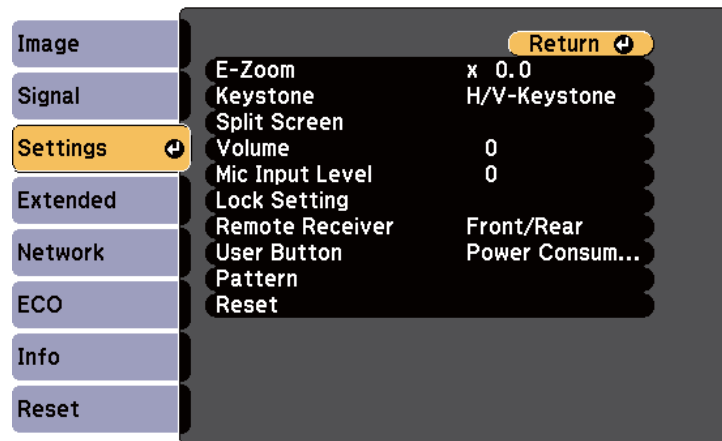 Image
Signal
Settings
Extended
Network
ECO
Info
Reset
Return
E-Zoom x 0.0
Keystone H/V-Keystone
Split Screen
Volume 0
Mic Input Level 0
Lock Setting
Remote Receiver Front/Rear
User Button Power Consum...
Pattern
Reset